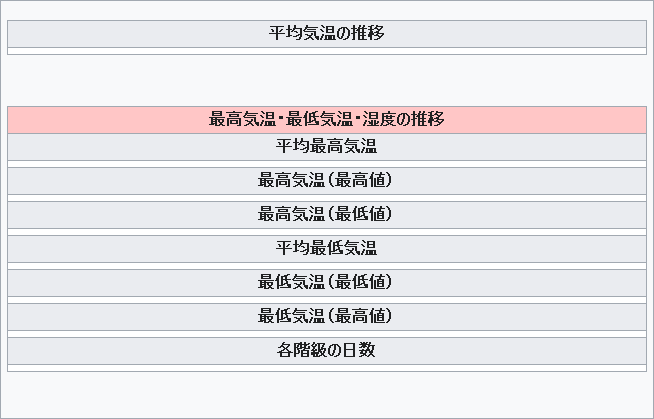 平均気温の推移
最高気温・最低気温・湿度の推移
平均最高気温
最高気温（最高値）
最高気温（最低値）
平均最低気温
最低気温（最低値）
最低気温（最高値）
各階級の日数